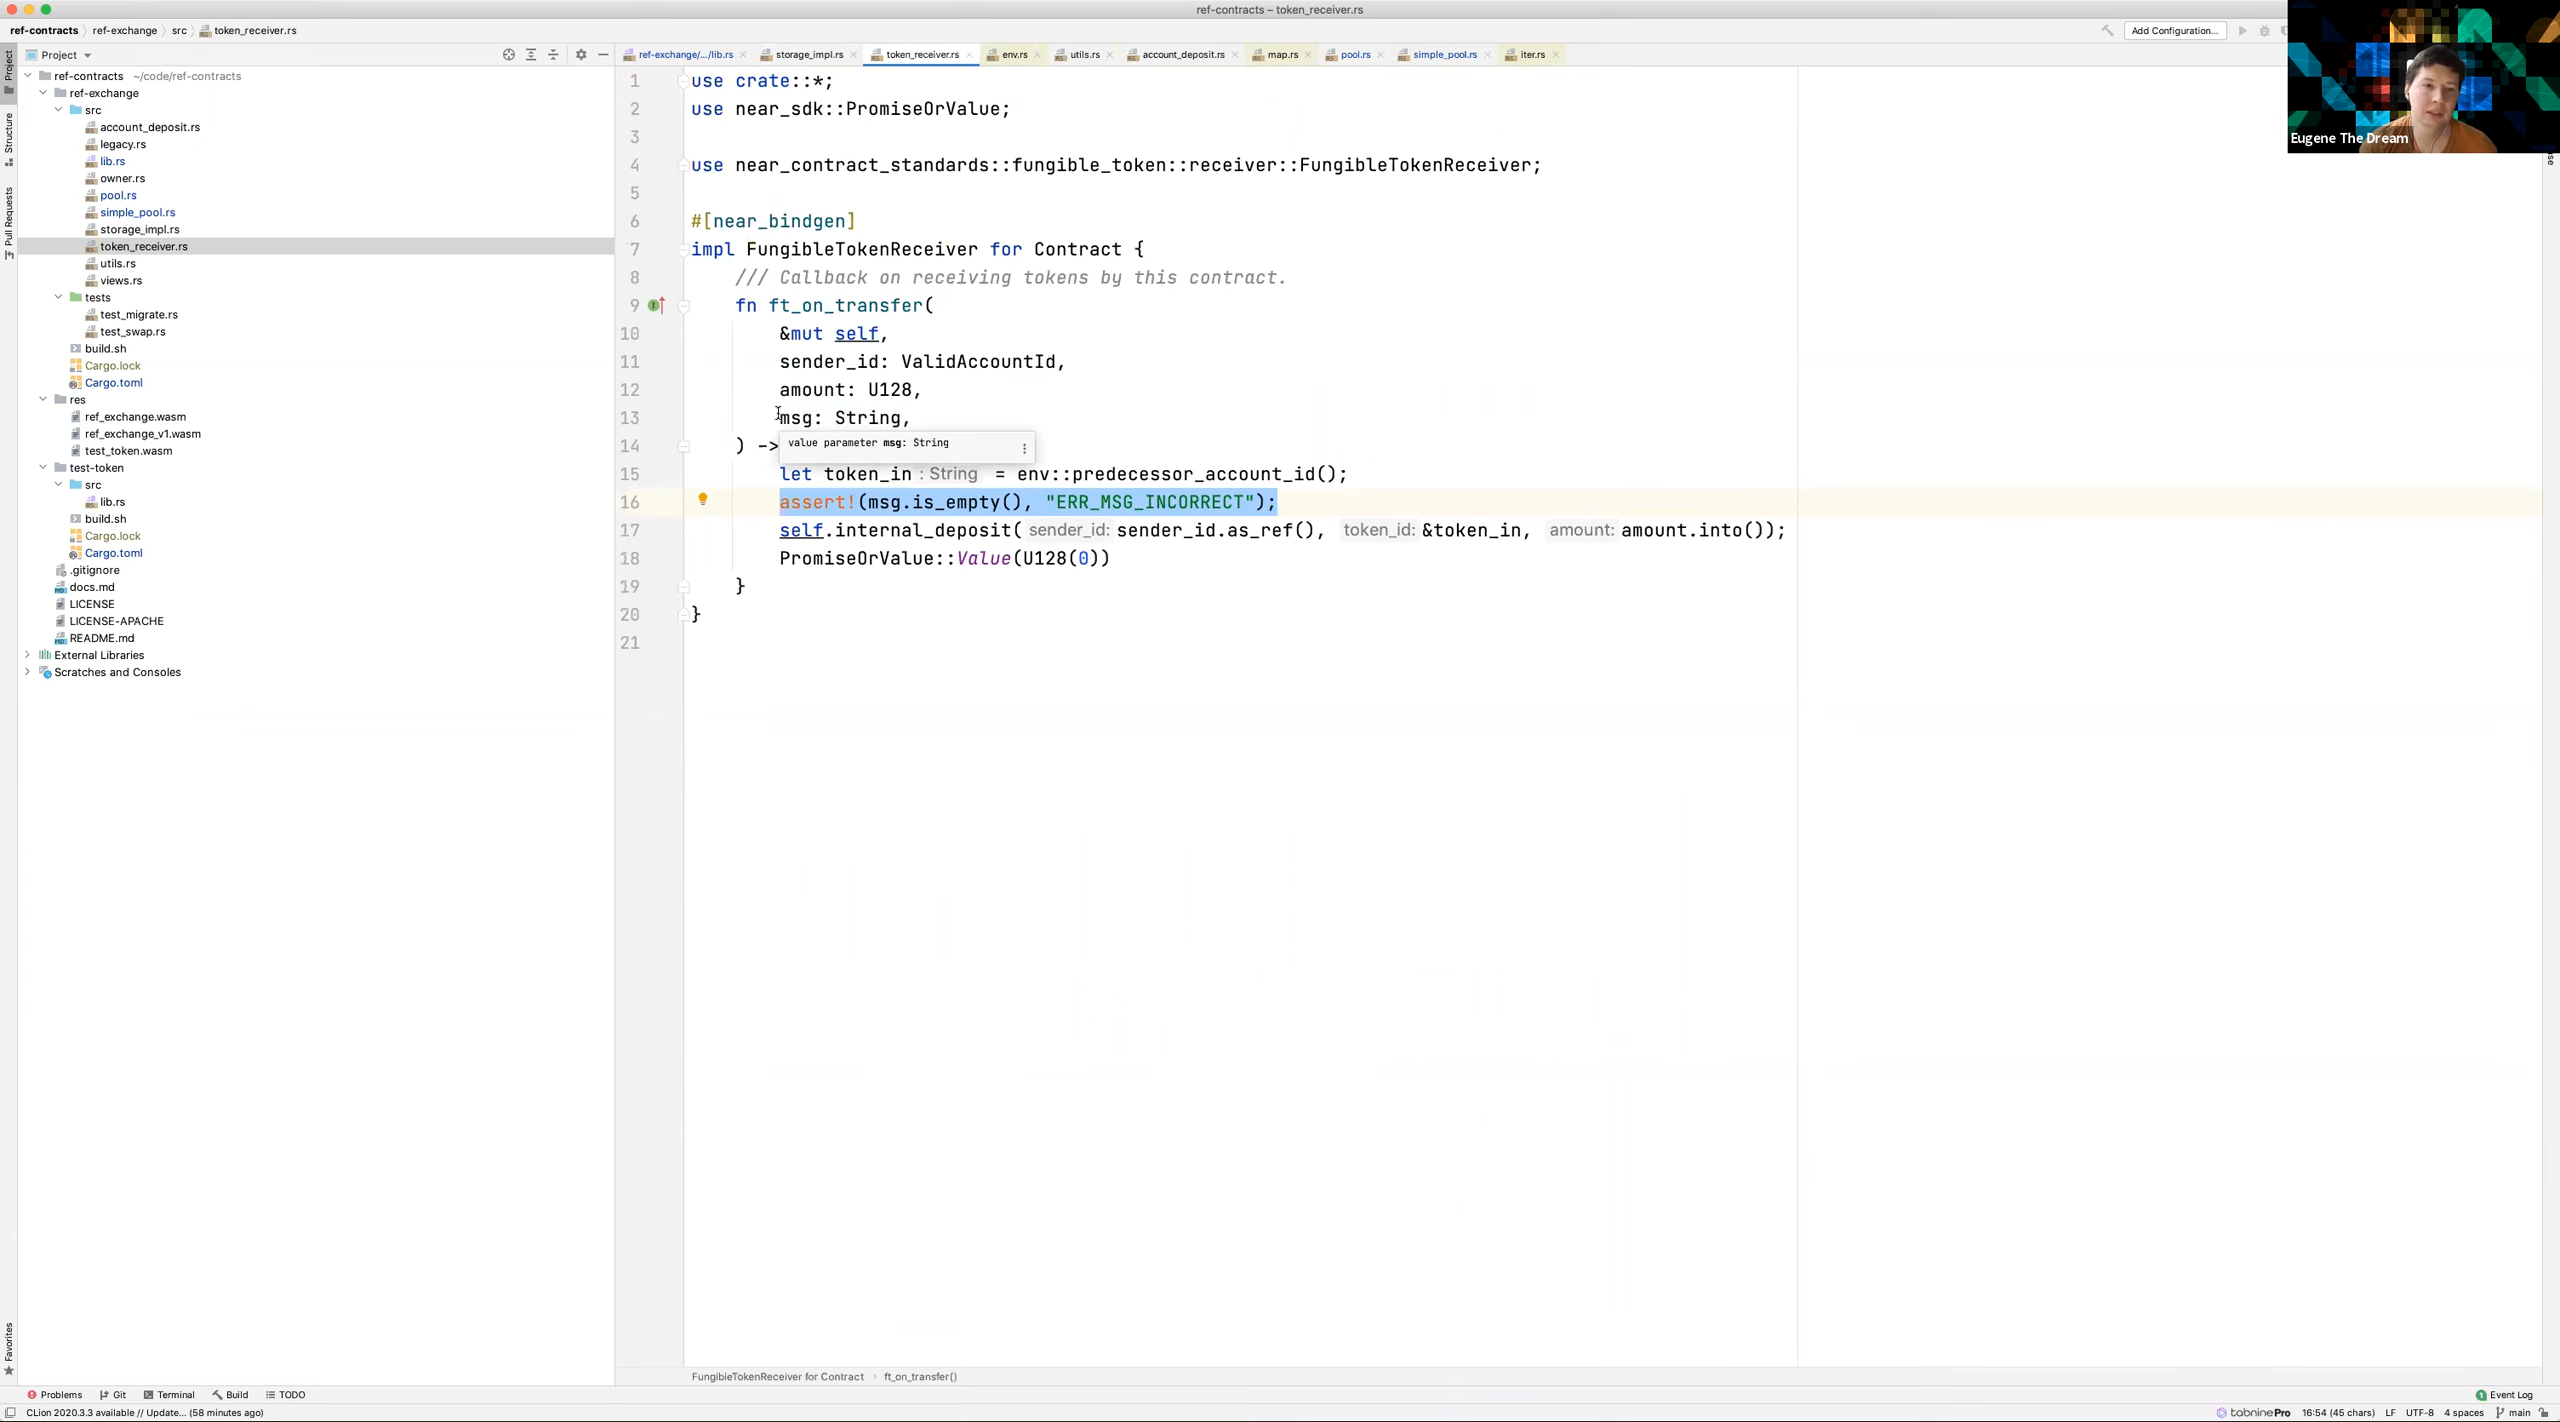 ref-contracts – token_receiver.rs
ref-contracts › ref-exchange › src › token_receiver.rs
Add Configuration...
Project
ref-exchange/.../lib.rs
storage_impl.rs
token_receiver.rs
env.rs
utils.rs
account_deposit.rs
map.rs
pool.rs
simple_pool.rs
iter.rs
Project
Structure
Pull Requests
Favorites
ref-contracts ~/code/ref-contracts
ref-exchange
src
account_deposit.rs
legacy.rs
lib.rs
owner.rs
pool.rs
simple_pool.rs
storage_impl.rs
token_receiver.rs
utils.rs
views.rs
tests
test_migrate.rs
test_swap.rs
build.sh
Cargo.lock
Cargo.toml
res
ref_exchange.wasm
ref_exchange_v1.wasm
test_token.wasm
test-token
src
lib.rs
build.sh
Cargo.lock
Cargo.toml
.gitignore
docs.md
LICENSE
LICENSE-APACHE
README.md
External Libraries
Scratches and Consoles
1 use crate::*;
2 use near_sdk::PromiseOrValue;
3
4 use near_contract_standards::fungible_token::receiver::FungibleTokenReceiver;
5
6 #[near_bindgen]
7 impl FungibleTokenReceiver for Contract {
8 /// Callback on receiving tokens by this contract.
9 fn ft_on_transfer(
10 &mut self,
11 sender_id: ValidAccountId,
12 amount: U128,
13 msg: String,
14 ) ->
value parameter msg: String
15 let token_in : String = env::predecessor_account_id();
16 assert!(msg.is_empty(), "ERR_MSG_INCORRECT");
17 self.internal_deposit( sender_id: sender_id.as_ref(), token_id: &token_in, amount: amount.into());
18 PromiseOrValue::Value(U128(0))
19 }
20 }
21
Eugene The Dream
FungibleTokenReceiver for Contract › ft_on_transfer()
Problems
Git
Terminal
Build
TODO
1 Event Log
CLion 2020.3.3 available // Update... (58 minutes ago)
tabninePro
16:54 (45 chars)
LF
UTF-8
4 spaces
main